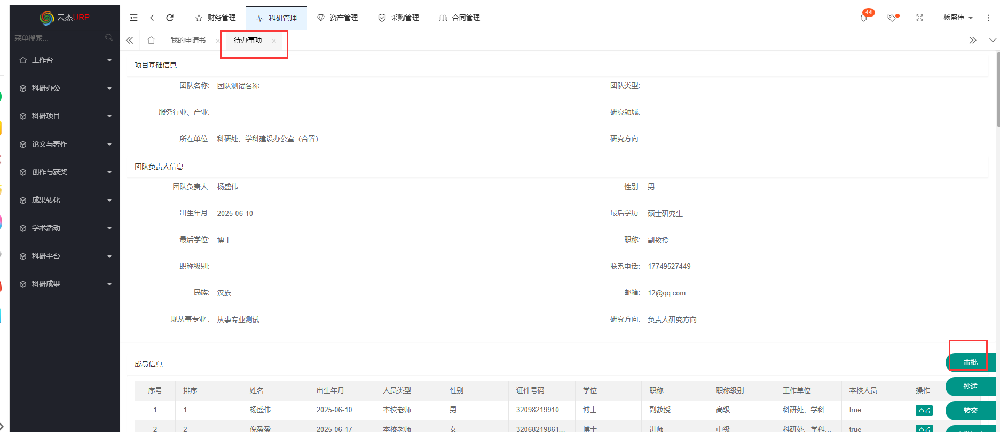 云杰URP
财务管理
科研管理
资产管理
采购管理
合同管理
44
杨盛伟
菜单搜索...
我的申请书
待办事项
工作台
科研办公
科研项目
论文与著作
创作与获奖
成果转化
学术活动
科研平台
科研成果
项目基础信息
团队名称: 团队测试名称
团队类型:
服务行业、产业:
研究领域:
所在单位: 科研处、学科建设办公室（合署）
研究方向:
团队负责人信息
团队负责人: 杨盛伟
性别: 男
出生年月: 2025-06-10
最后学历: 硕士研究生
最后学位: 博士
职称: 副教授
职称级别:
联系电话: 17749527449
民族: 汉族
邮箱: 12@qq.com
现从事专业 : 从事专业测试
研究方向: 负责人研究方向
成员信息
审批
抄送
转交
序号 排序 姓名 出生年月 人员类型 性别 证件号码 学位 职称 职称级别 工作单位 本校人员 操作
1 1 杨盛伟 2025-06-10 本校老师 男 32098219910... 博士 副教授 高级 科研处、学科... true 查看
2 2 倪盈盈 2025-06-17 本校老师 女 32068219861... 博士 讲师 中级 科研处、学科... true 查看